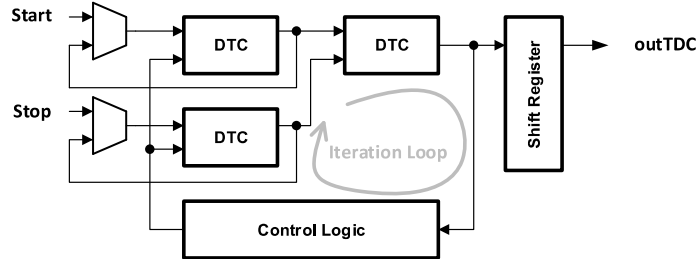 Start
DTC
DTC
Shift Register
outTDC
Stop
DTC
Iteration Loop
Control Logic